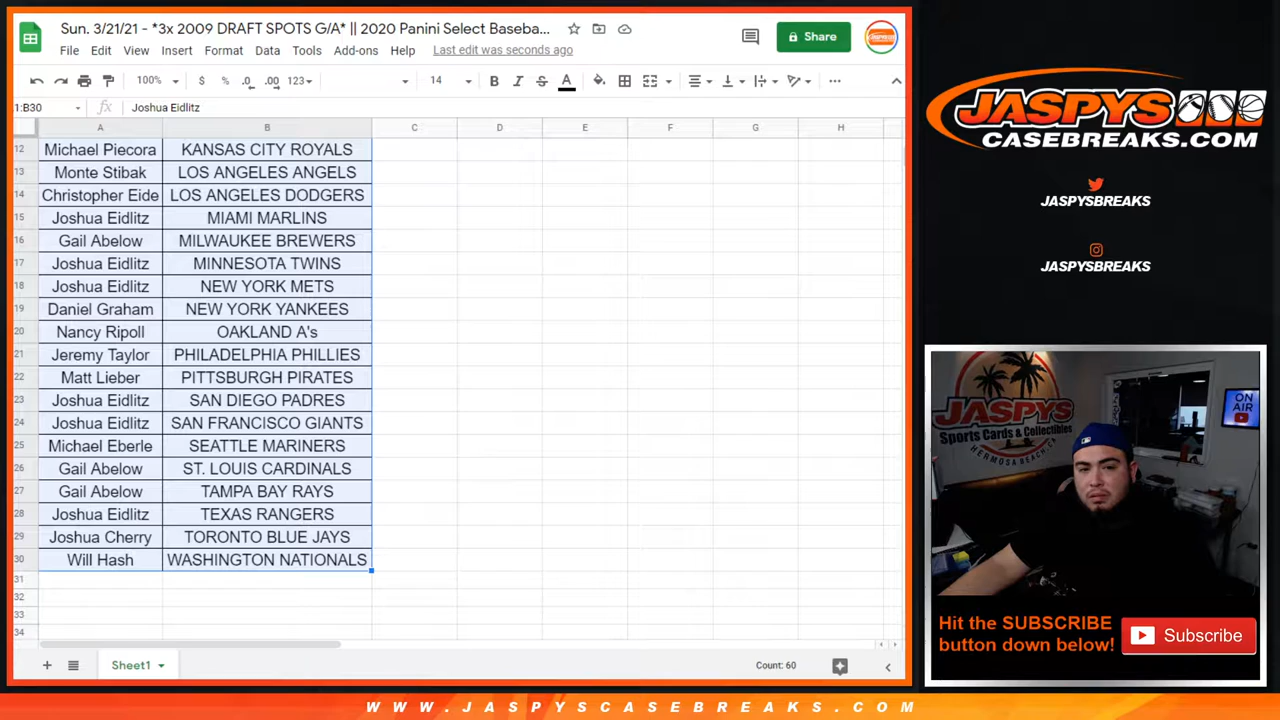 Sun. 3/21/21 - *3x 2009 DRAFT SPOTS G/A* || 2020 Panini Select Baseba...
File Edit View Insert Format Data Tools Add-ons Help Last edit was seconds ago
Share
100% $ % .0 .00 123 14 B I S A
1:B30 fx Joshua Eidlitz
A B C D E F G H
12 Michael Piecora KANSAS CITY ROYALS
13 Monte Stibak LOS ANGELES ANGELS
14 Christopher Eide LOS ANGELES DODGERS
15 Joshua Eidlitz MIAMI MARLINS
16 Gail Abelow MILWAUKEE BREWERS
17 Joshua Eidlitz MINNESOTA TWINS
18 Joshua Eidlitz NEW YORK METS
19 Daniel Graham NEW YORK YANKEES
20 Nancy Ripoll OAKLAND A's
21 Jeremy Taylor PHILADELPHIA PHILLIES
22 Matt Lieber PITTSBURGH PIRATES
23 Joshua Eidlitz SAN DIEGO PADRES
24 Joshua Eidlitz SAN FRANCISCO GIANTS
25 Michael Eberle SEATTLE MARINERS
26 Gail Abelow ST. LOUIS CARDINALS
27 Gail Abelow TAMPA BAY RAYS
28 Joshua Eidlitz TEXAS RANGERS
29 Joshua Cherry TORONTO BLUE JAYS
30 Will Hash WASHINGTON NATIONALS
31
32
33
34
Sheet1
Count: 60
JASPYS
CASEBREAKS.COM
JASPYSBREAKS
JASPYSBREAKS
JASPYS
Sports Cards & Collectibles
HERMOSA BEACH
ON
AIR
Hit the SUBSCRIBE
button down below!
Subscribe
WWW.JASPYSCASEBREAKS.COM